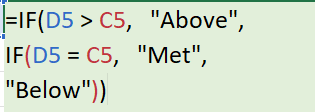 =IF(D5 > C5, "Above",
IF(D5 = C5, "Met",
"Below"))